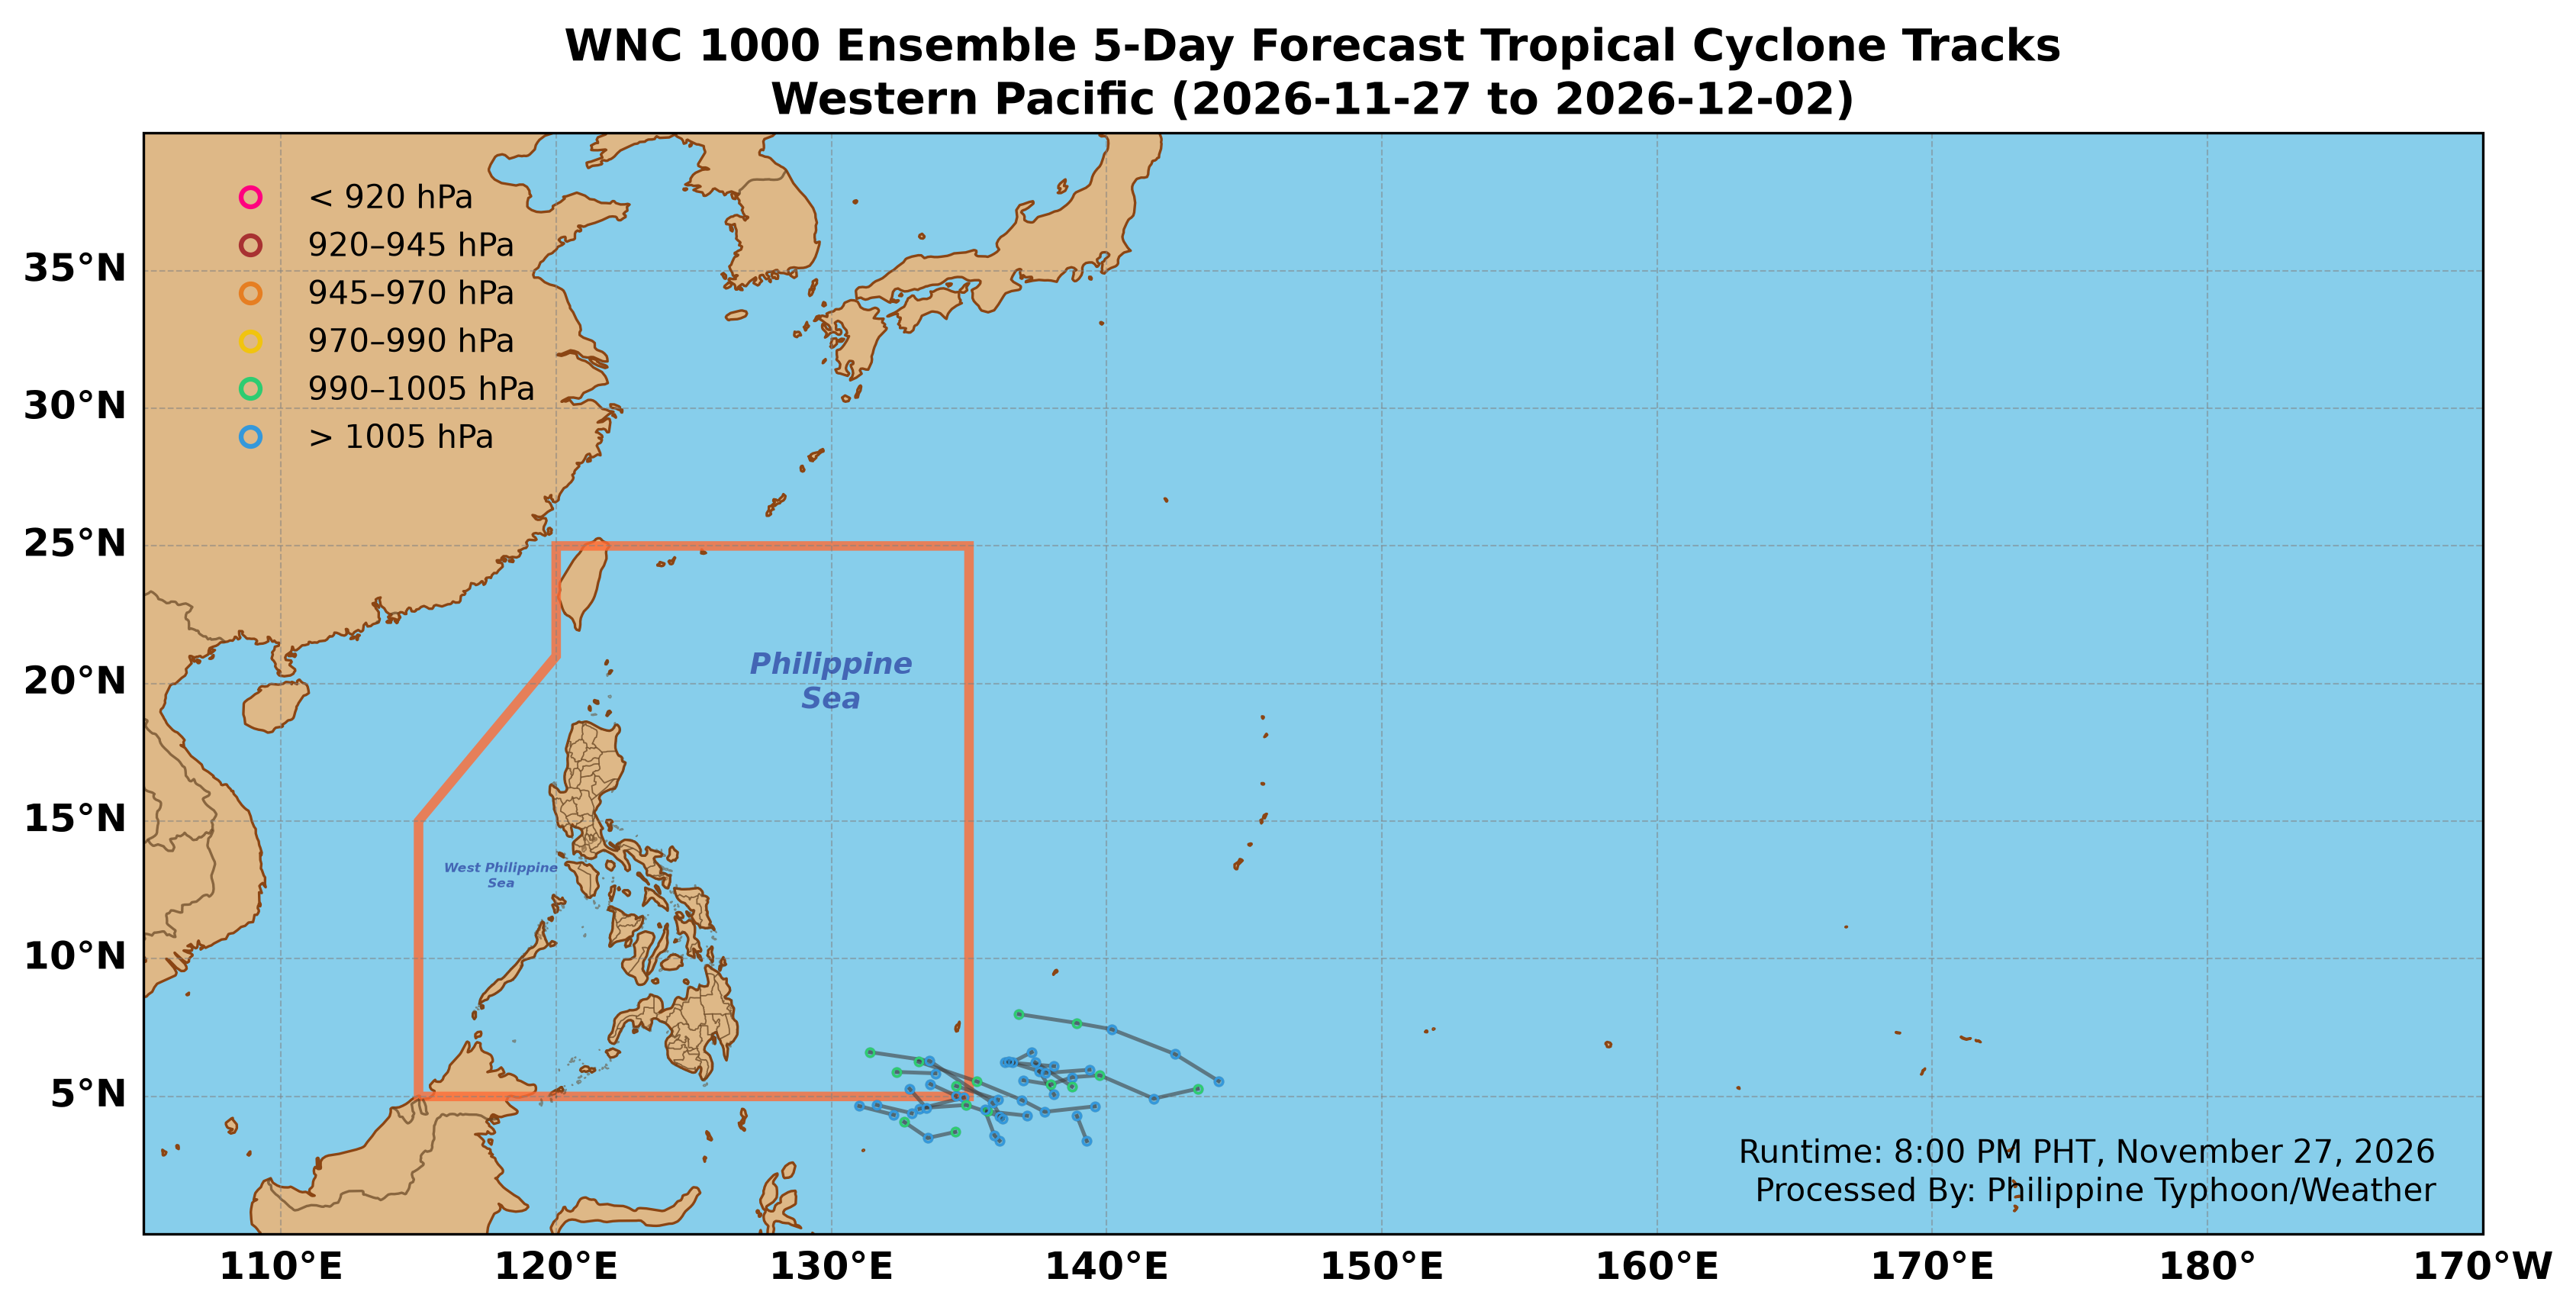 WNC 1000 Ensemble 5-Day Forecast Tropical Cyclone Tracks
Western Pacific (2026-11-27 to 2026-12-02)
< 920 hPa
920–945 hPa
945–970 hPa
970–990 hPa
990–1005 hPa
> 1005 hPa
35°N
30°N
25°N
20°N
15°N
10°N
5°N
Philippine
Sea
West Philippine
Sea
Runtime: 8:00 PM PHT, November 27, 2026
Processed By: Philippine Typhoon/Weather
110°E
120°E
130°E
140°E
150°E
160°E
170°E
180°
170°W